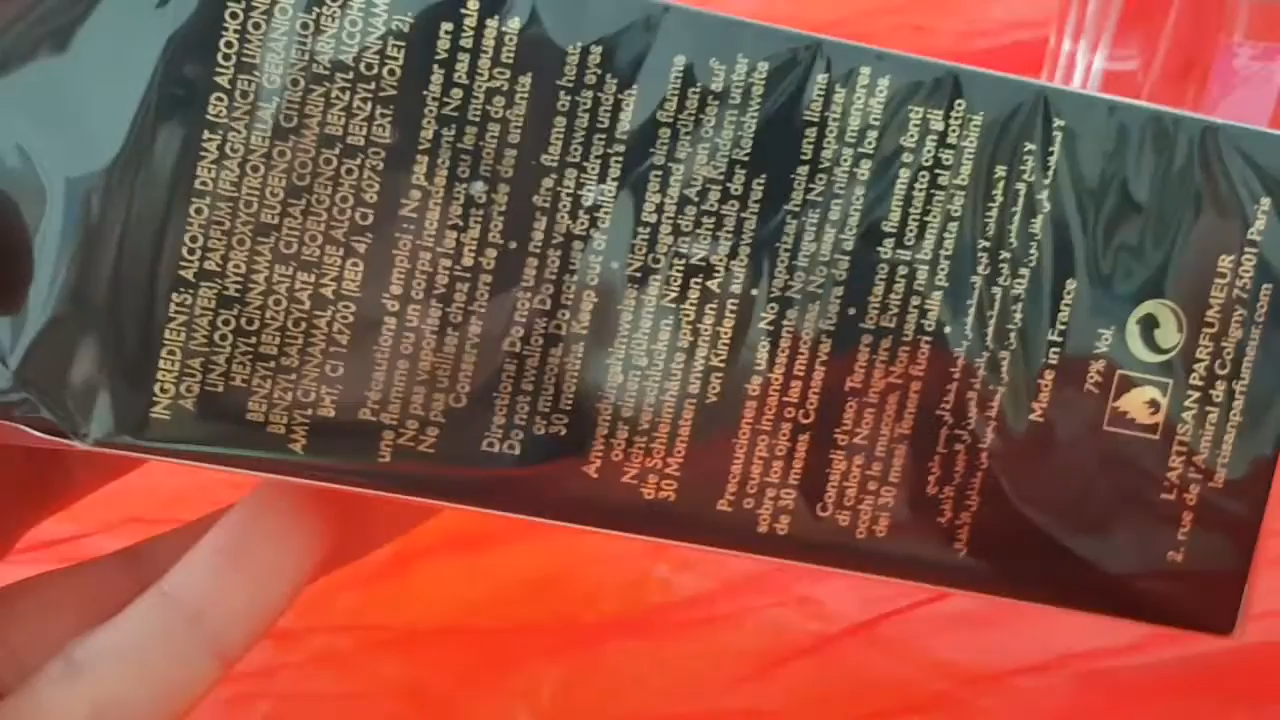 INGREDIENTS: ALCOHOL DENAT. (SD ALCOHOL
AQUA (WATER), PARFUM (FRAGRANCE), LIMONE
LINALOOL, HYDROXYCITRONELLAL, GERANIOL
HEXYL CINNAMAL, EUGENOL, CITRONELLOL,
BENZYL BENZOATE, CITRAL, COUMARIN, FARNESO
BENZYL SALICYLATE, ISOEUGENOL, BENZYL ALCOHO
AMYL CINNAMAL, ANISE ALCOHOL, BENZYL CINNAM
BHT, CI 14700 (RED 4), CI 60730 (EXT. VIOLET 2).
Précautions d'emploi : Ne pas vaporiser vers
une flamme ou un corps incandescent. Ne pas avale
Ne pas vaporiser vers les yeux ou les muqueuses.
Ne pas utiliser chez l'enfant de moins de 30 mois.
Conserver hors de portée des enfants.
Directions: Do not use near fire, flame or heat.
Do not swallow. Do not vaporize towards eyes
or mucosa. Do not use for children under
30 months. Keep out of children's reach.
Anwendungshinweise: Nicht gegen eine flamme
oder einen glühenden Gegenstand sprühen.
Nicht verschlucken. Nicht in die Augen oder auf
die Schleimhäute sprühen. Nicht bei Kindern unter
30 Monaten anwenden. Außerhalb der Reichweite
von Kindern aufbewahren.
Precauciones de uso: No vaporizar hacia una llama
o cuerpo incandescente. No ingerir. No vaporizar
sobre los ojos o las mucosas. No usar en niños menores
de 30 meses. Conservar fuera del alcance de los niños.
Consigli d'uso: Tenere lontano da fiamme e fonti
di calore. Non ingerire. Evitare il contatto con gli
occhi e le mucose. Non usare nei bambini al di sotto
dei 30 mesi. Tenere fuori dalla portata dei bambini.
Made in France
79% Vol.
L'ARTISAN PARFUMEUR
2, rue de l'Amiral de Coligny 75001 Paris
lartisanparfumeur.com